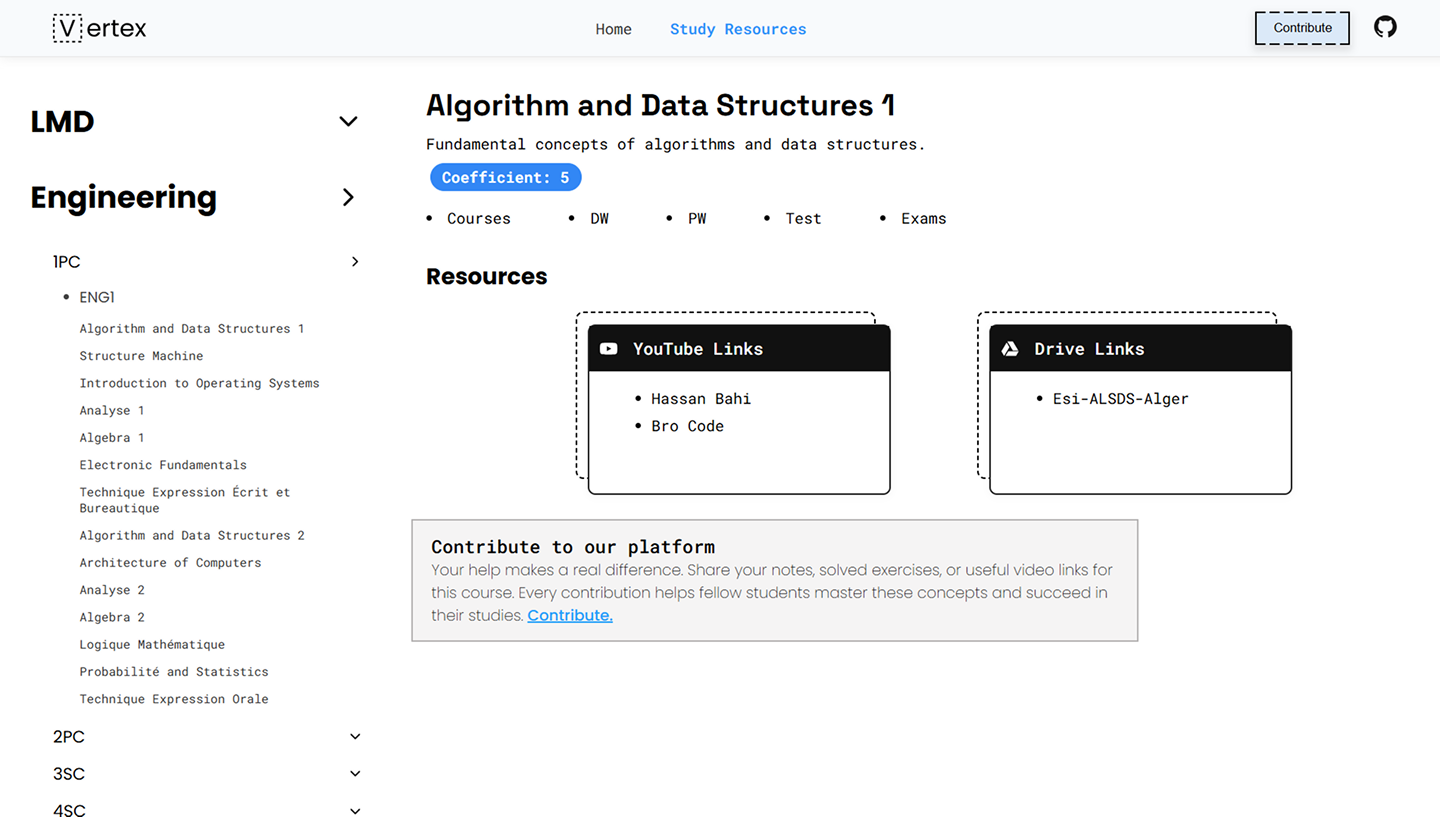 Vertex
Home
Study Resources
Contribute
LMD
Engineering
1PC
ENG1
Algorithm and Data Structures 1
Structure Machine
Introduction to Operating Systems
Analyse 1
Algebra 1
Electronic Fundamentals
Technique Expression Écrit et
Bureautique
Algorithm and Data Structures 2
Architecture of Computers
Analyse 2
Algebra 2
Logique Mathématique
Probabilité and Statistics
Technique Expression Orale
2PC
3SC
4SC
Algorithm and Data Structures 1
Fundamental concepts of algorithms and data structures.
Coefficient: 5
Courses
DW
PW
Test
Exams
Resources
YouTube Links
Hassan Bahi
Bro Code
Drive Links
Esi-ALSDS-Alger
Contribute to our platform
Your help makes a real difference. Share your notes, solved exercises, or useful video links for
this course. Every contribution helps fellow students master these concepts and succeed in
their studies. Contribute.